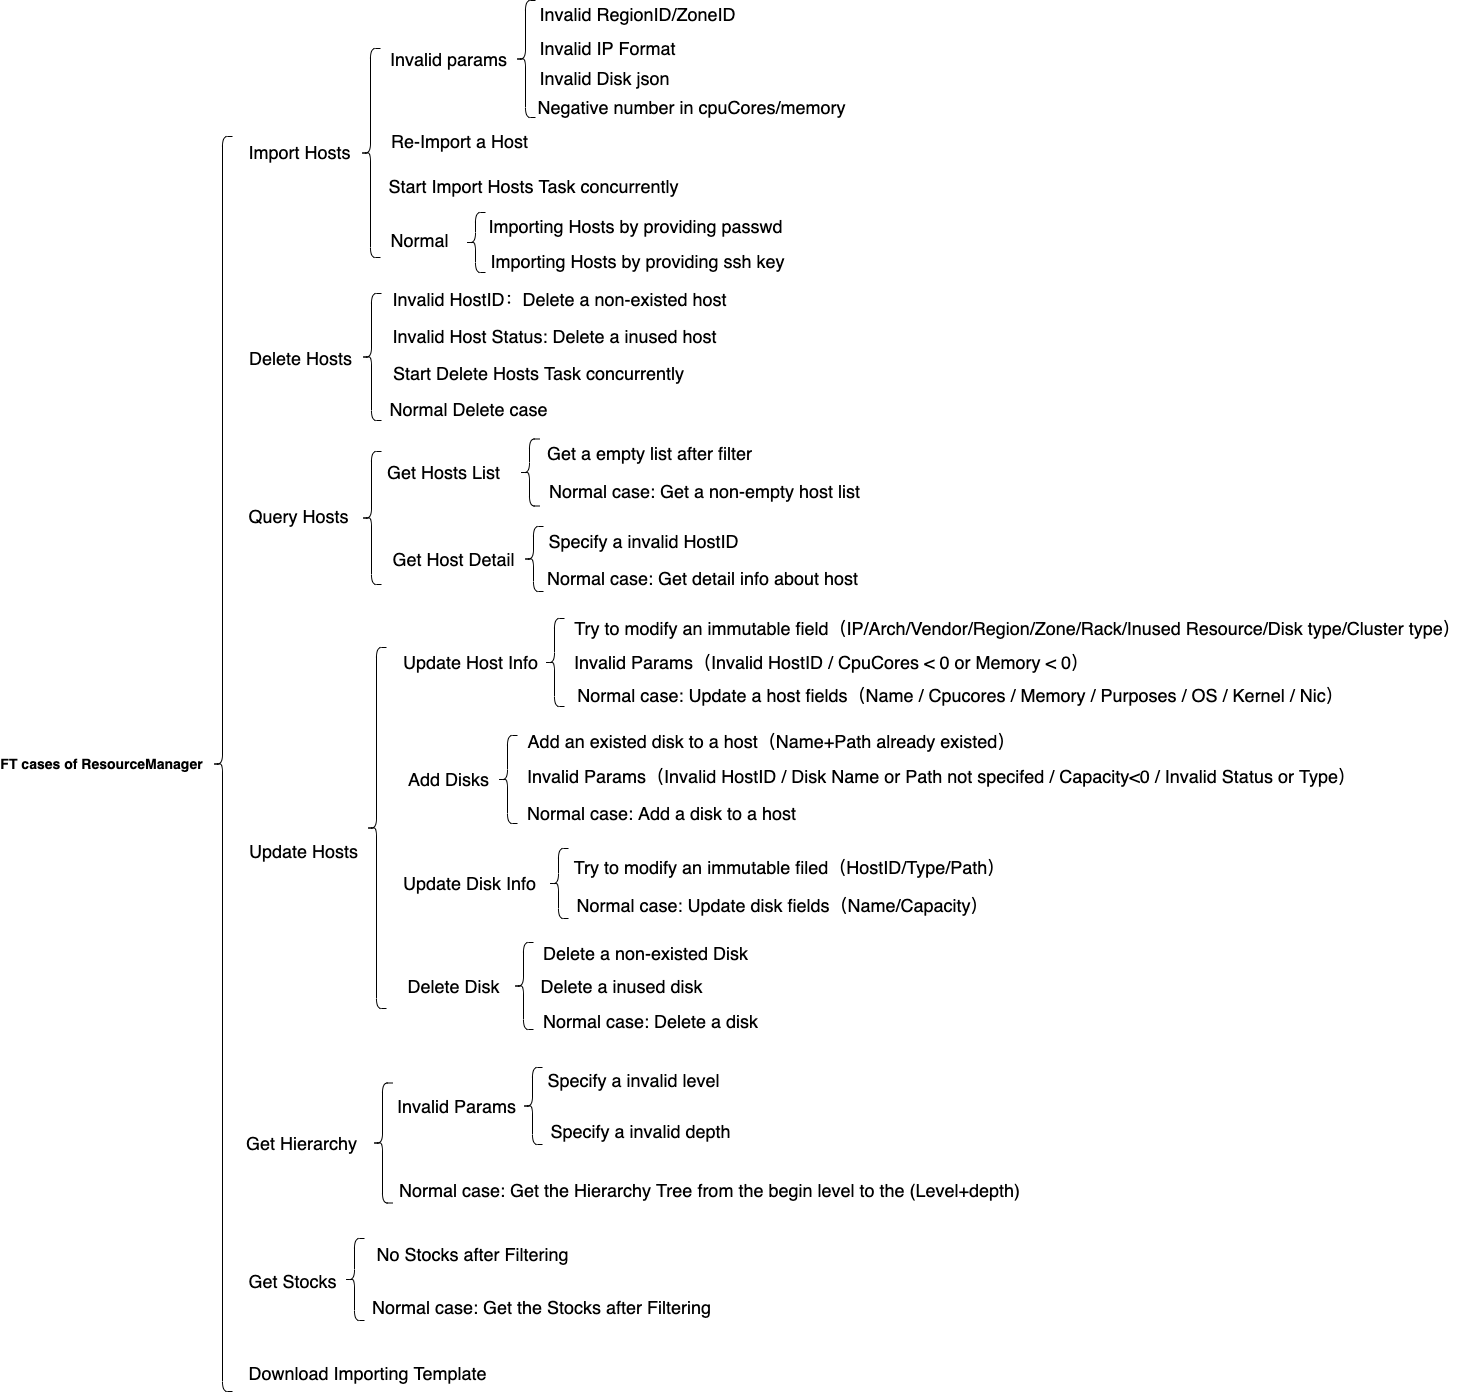 FT cases of ResourceManager
Import Hosts
Invalid params
Invalid RegionID/ZoneID
Invalid IP Format
Invalid Disk json
Negative number in cpuCores/memory
Re-Import a Host
Start Import Hosts Task concurrently
Normal
Importing Hosts by providing passwd
Importing Hosts by providing ssh key
Delete Hosts
Invalid HostID：Delete a non-existed host
Invalid Host Status: Delete a inused host
Start Delete Hosts Task concurrently
Normal Delete case
Query Hosts
Get Hosts List
Get a empty list after filter
Normal case: Get a non-empty host list
Get Host Detail
Specify a invalid HostID
Normal case: Get detail info about host
Update Hosts
Update Host Info
Try to modify an immutable field（IP/Arch/Vendor/Region/Zone/Rack/Inused Resource/Disk type/Cluster type）
Invalid Params（Invalid HostID / CpuCores < 0 or Memory < 0）
Normal case: Update a host fields（Name / Cpucores / Memory / Purposes / OS / Kernel / Nic）
Add Disks
Add an existed disk to a host（Name+Path already existed）
Invalid Params（Invalid HostID / Disk Name or Path not specifed / Capacity<0 / Invalid Status or Type）
Normal case: Add a disk to a host
Update Disk Info
Try to modify an immutable filed（HostID/Type/Path）
Normal case: Update disk fields（Name/Capacity）
Delete Disk
Delete a non-existed Disk
Delete a inused disk
Normal case: Delete a disk
Get Hierarchy
Invalid Params
Specify a invalid level
Specify a invalid depth
Normal case: Get the Hierarchy Tree from the begin level to the (Level+depth)
Get Stocks
No Stocks after Filtering
Normal case: Get the Stocks after Filtering
Download Importing Template